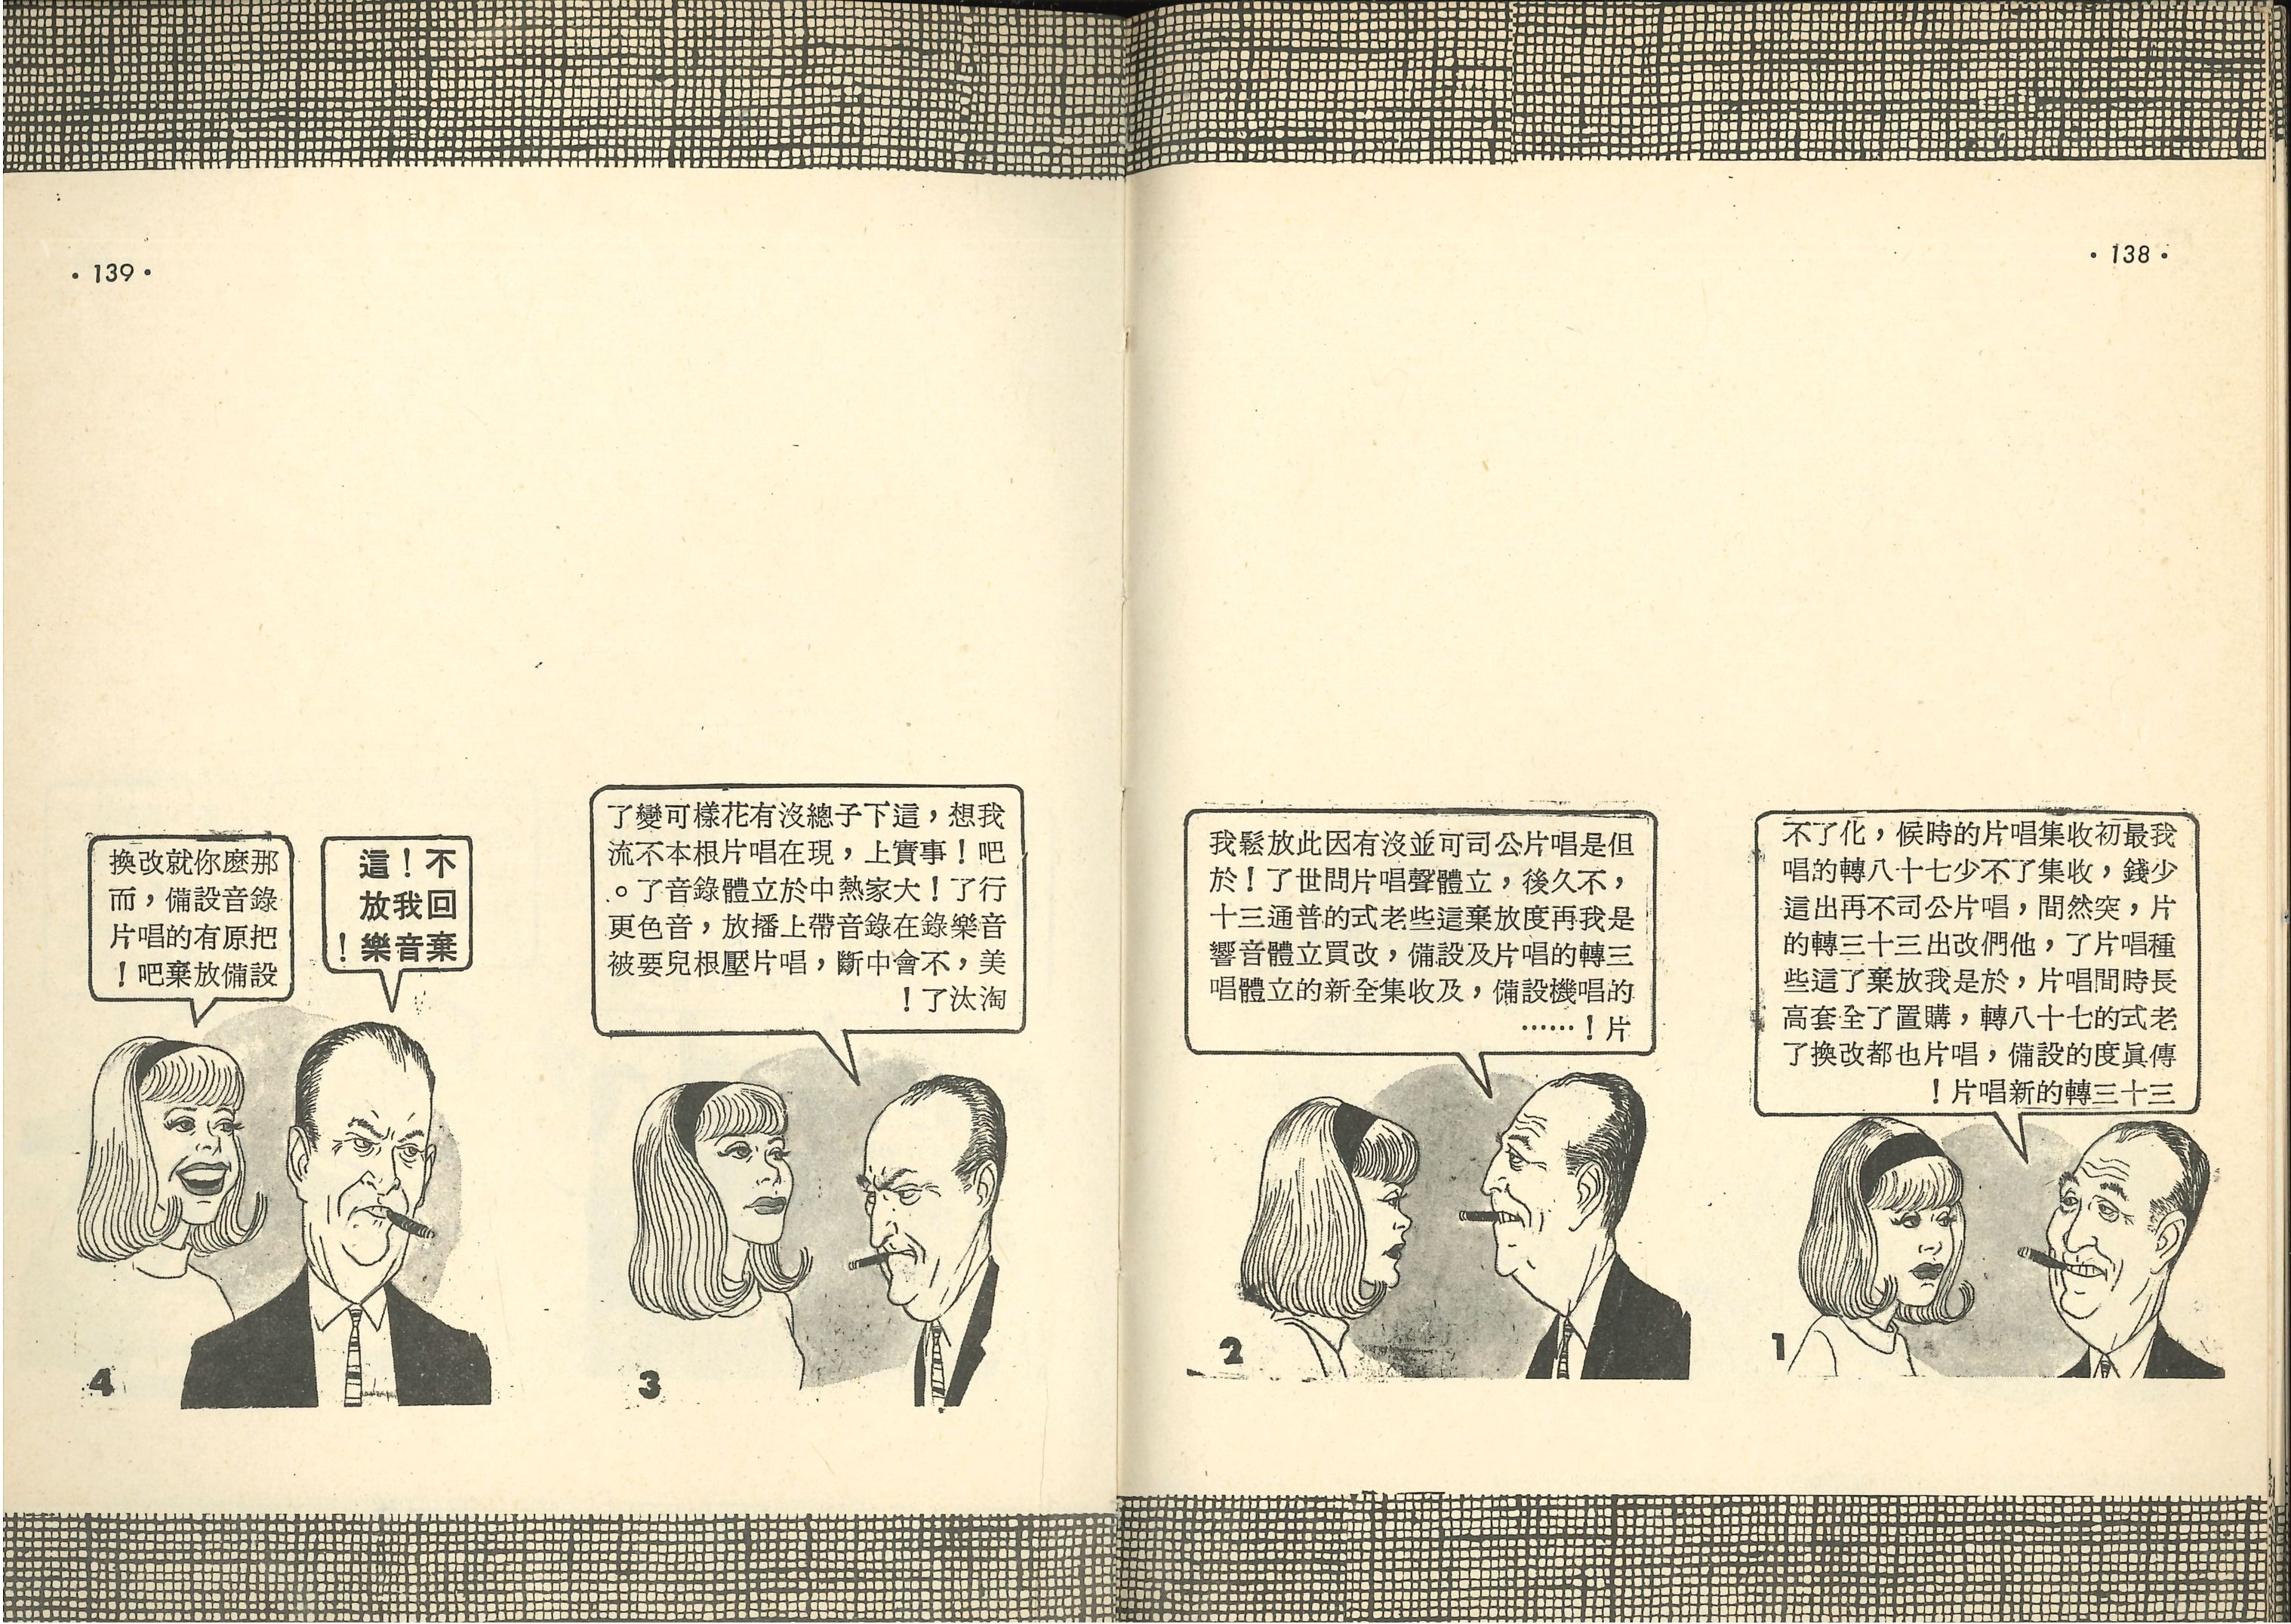 ·138·
我最初收集唱片的時候，化了不
少錢，收集了不少七十八轉的唱
片，突然間，唱片公司不再出這
種唱片了，他們改出三十三轉的
長時間唱片，於是我放棄了這些
老式的七十八轉，購置了全套高
傳眞度的設備，唱片也都改換了
三十三轉的新唱片！
1
但是唱片公司可並沒有因此放鬆我
，不久後，立體聲唱片問世了！於
是我再度放棄這些老式的普通三十
三轉的唱片及設備，改買立體音響
的唱機設備，及收集全新的立體唱
片！……
2
·139·
我想，這下子總沒有花樣可變了
吧！事實上，現在唱片根本不流
行了！大家熱中於立體錄音了。
音樂錄在錄音帶上播放，音色更
美，不會中斷，唱片壓根兒要被
淘汰了！
3
不！這
回我放
棄音樂！
那麽你就改換
錄音設備，而
把原有的唱片
設備放棄吧！
4